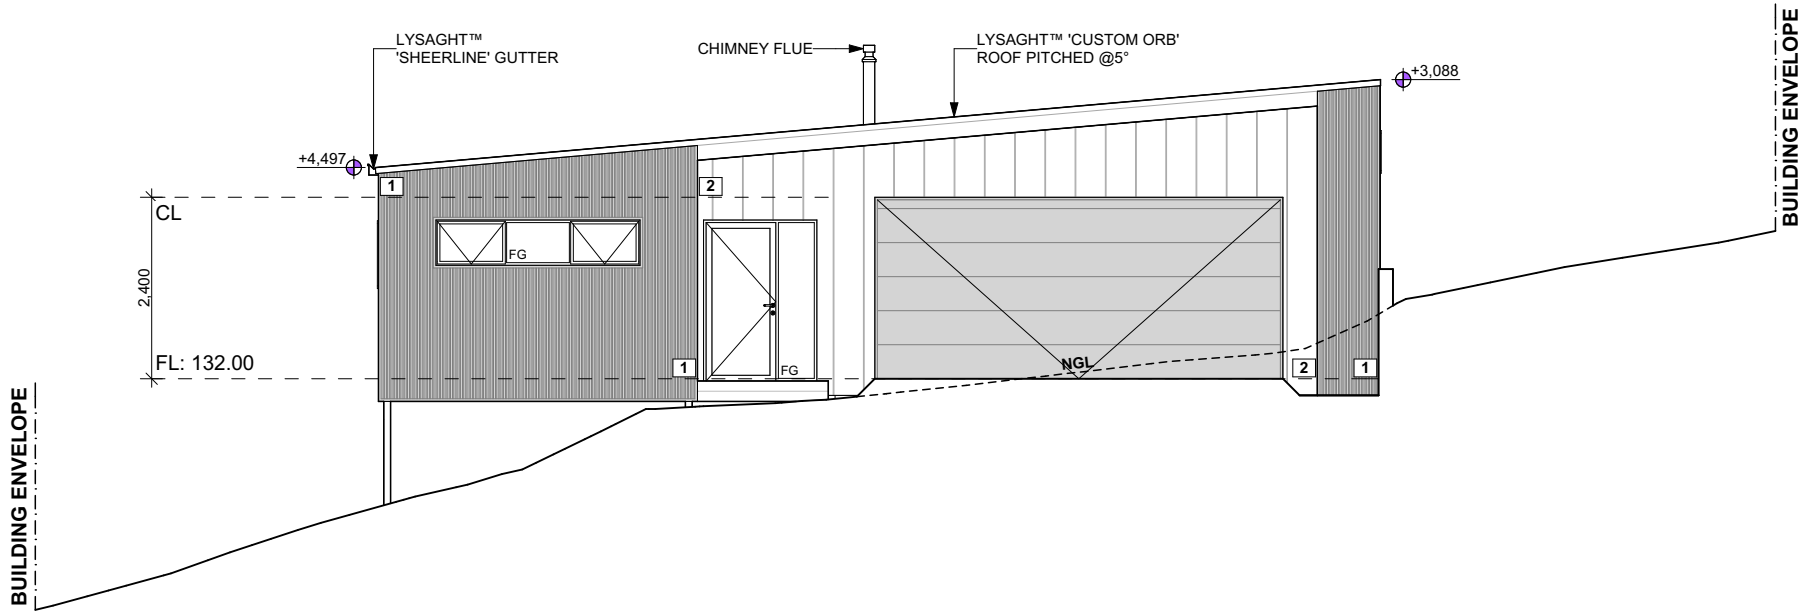 LYSAGHT™
'SHEERLINE' GUTTER
CHIMNEY FLUE
LYSAGHT™ 'CUSTOM ORB'
ROOF PITCHED @5°
+3,088
BUILDING ENVELOPE
+4,497
1
2
CL
FG
2,400
FL: 132.00
NGL
1
FG
2
1
BUILDING ENVELOPE